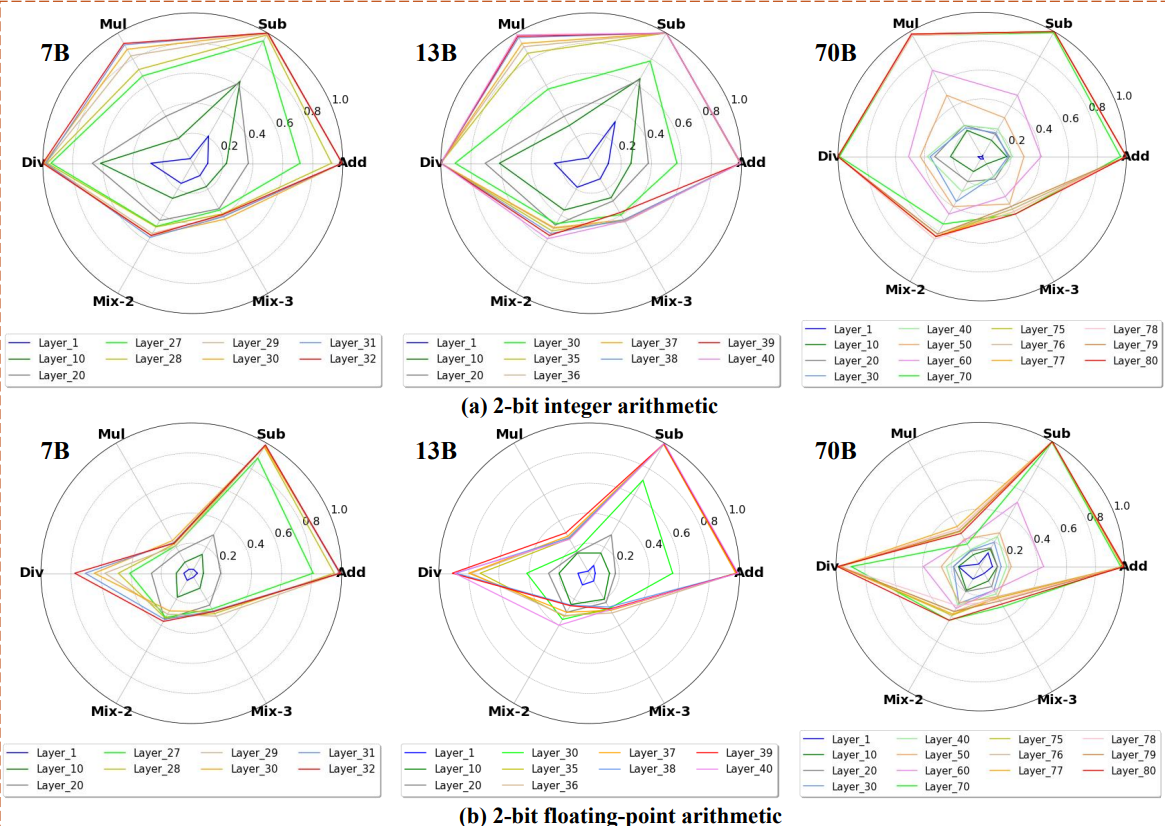 7B
Mul
Sub
Div
Add
Mix-2
Mix-3
0.2
0.4
0.6
0.8
1.0
Layer_1
Layer_10
Layer_20
Layer_27
Layer_28
Layer_29
Layer_30
Layer_31
Layer_32
13B
Mul
Sub
Div
Add
Mix-2
Mix-3
0.2
0.4
0.6
0.8
1.0
Layer_1
Layer_10
Layer_20
Layer_30
Layer_35
Layer_36
Layer_37
Layer_38
Layer_39
Layer_40
70B
Mul
Sub
Div
Add
Mix-2
Mix-3
0.2
0.4
0.6
0.8
1.0
Layer_1
Layer_10
Layer_20
Layer_30
Layer_40
Layer_50
Layer_60
Layer_70
Layer_75
Layer_76
Layer_77
Layer_78
Layer_79
Layer_80
(a) 2-bit integer arithmetic
7B
Mul
Sub
Div
Add
Mix-2
Mix-3
0.2
0.4
0.6
0.8
1.0
Layer_1
Layer_10
Layer_20
Layer_27
Layer_28
Layer_29
Layer_30
Layer_31
Layer_32
13B
Mul
Sub
Div
Add
Mix-2
Mix-3
0.2
0.4
0.6
0.8
1.0
Layer_1
Layer_10
Layer_20
Layer_30
Layer_35
Layer_36
Layer_37
Layer_38
Layer_39
Layer_40
70B
Mul
Sub
Div
Add
Mix-2
Mix-3
0.2
0.4
0.6
0.8
1.0
Layer_1
Layer_10
Layer_20
Layer_30
Layer_40
Layer_50
Layer_60
Layer_70
Layer_75
Layer_76
Layer_77
Layer_78
Layer_79
Layer_80
(b) 2-bit floating-point arithmetic